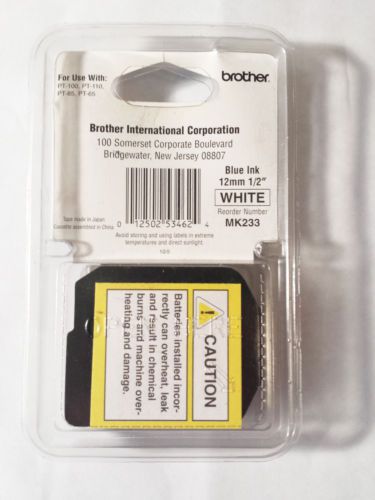 For Use With:
PT-100, PT-110,
PT-85, PT-65
brother
Brother International Corporation
100 Somerset Corporate Boulevard
Bridgewater, New Jersey 08807
Blue Ink
12mm 1/2"
WHITE
Reorder Number
MK233
Tape made in Japan
Cassette assembled in China
0 12502 53462 4
Avoid storing and using labels in extreme
temperatures and direct sunlight
CAUTION
Batteries installed incor-
rectly can overheat, leak
and result in chemical
burns and machine over-
heating and damage.